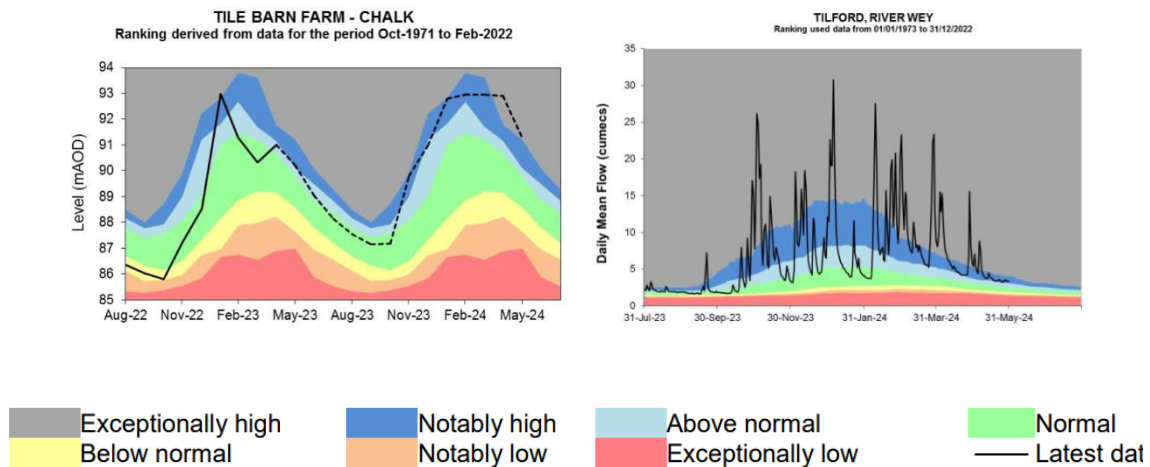 TILE BARN FARM - CHALK
Ranking derived from data for the period Oct-1971 to Feb-2022
94
93
92
91
90
89
88
87
86
85
Level (mAOD)
Aug-22 Nov-22 Feb-23 May-23 Aug-23 Nov-23 Feb-24 May-24
TILFORD, RIVER WEY
Ranking used data from 01/01/1973 to 31/12/2022
35
30
25
20
15
10
5
0
Daily Mean Flow (cumecs)
31-Jul-23 30-Sep-23 30-Nov-23 31-Jan-24 31-Mar-24 31-May-24
Exceptionally high Notably high Above normal Normal
Below normal Notably low Exceptionally low Latest dat